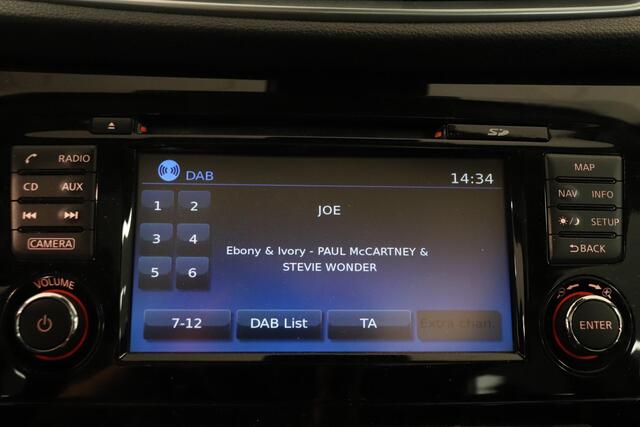 SD
RADIO
CD AUX
CAMERA
VOLUME
DAB
14:34
1 2
3 4
5 6
JOE
Ebony & Ivory - PAUL McCARTNEY &
STEVIE WONDER
7-12
DAB List
TA
Extra chan.
MAP
NAV INFO
SETUP
BACK
ENTER